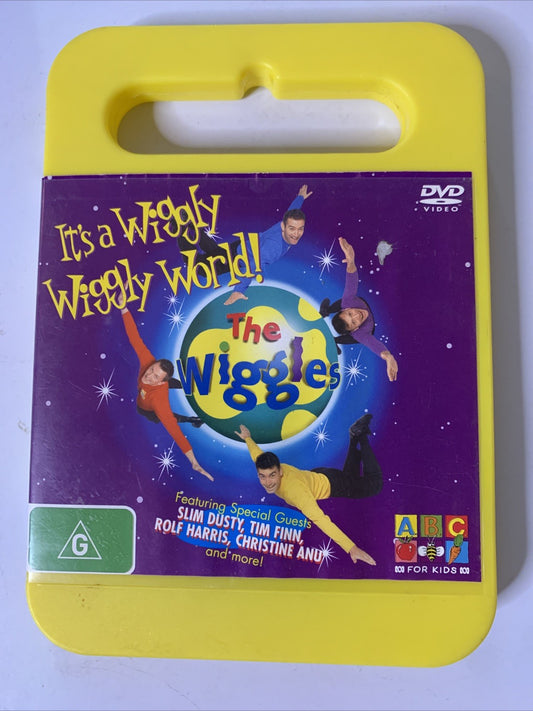 It's a Wiggly
Wiggly World!
DVD
VIDEO
The
Wiggles
Featuring Special Guests
SLIM DUSTY, TIM FINN,
ROLF HARRIS, CHRISTINE ANU
and more!
G
ABC
FOR KIDS